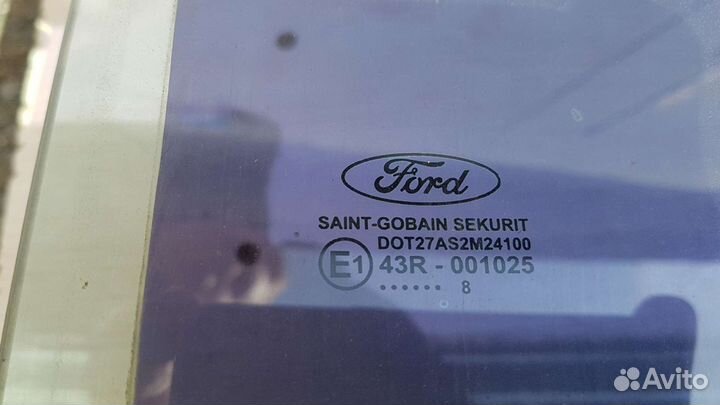 Ford
SAINT-GOBAIN SEKURIT
DOT27AS2M24100
E1 43R - 001025
...... 8
Avito